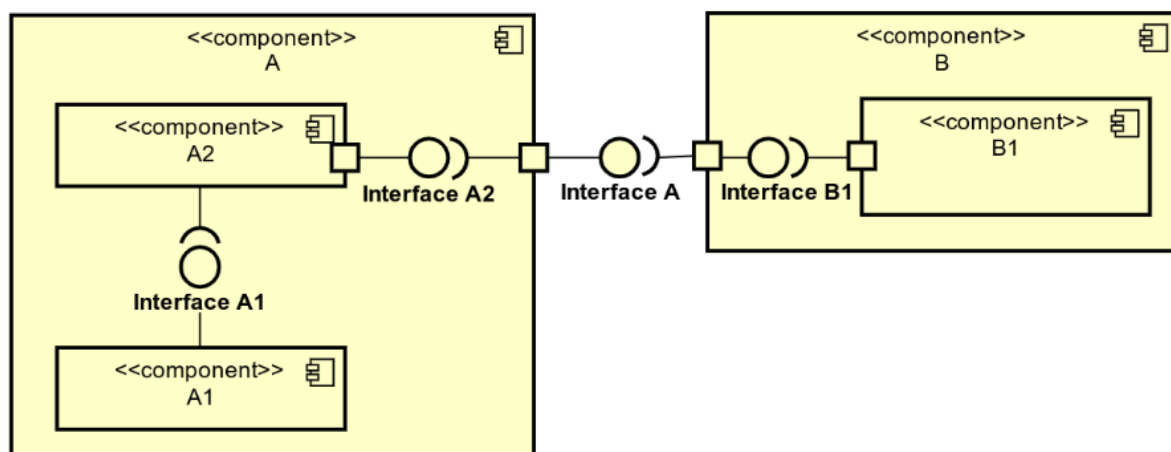 <<component>>
A
<<component>>
B
<<component>>
A2
<<component>>
B1
Interface A2
Interface A
Interface B1
Interface A1
<<component>>
A1